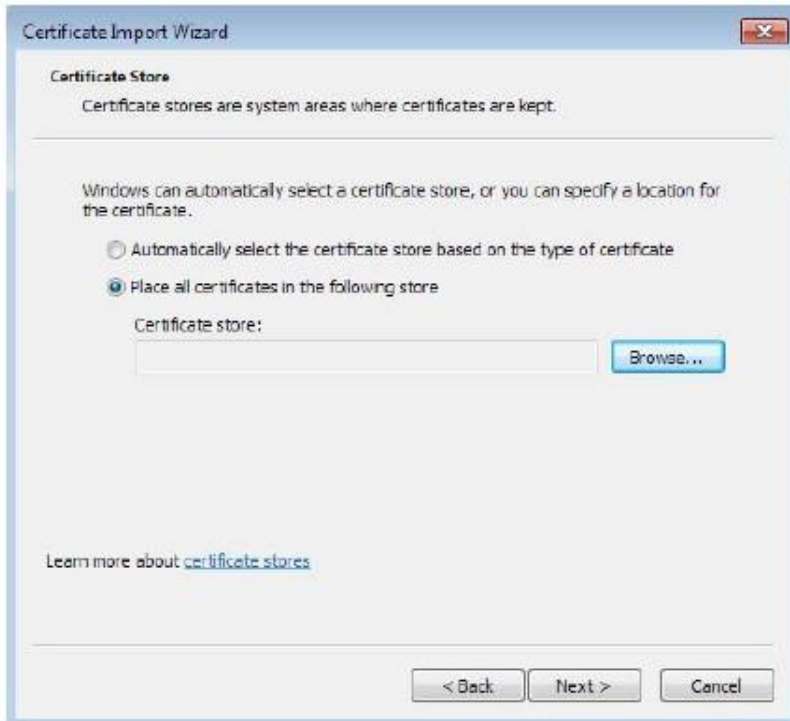 Certificate Import Wizard
Certificate Store
Certificate stores are system areas where certificates are kept.
Windows can automatically select a certificate store, or you can specify a location for
the certificate.
Automatically select the certificate store based on the type of certificate
Place all certificates in the following store
Certificate store:
Browse...
Learn more about certificate stores
< Back Next > Cancel